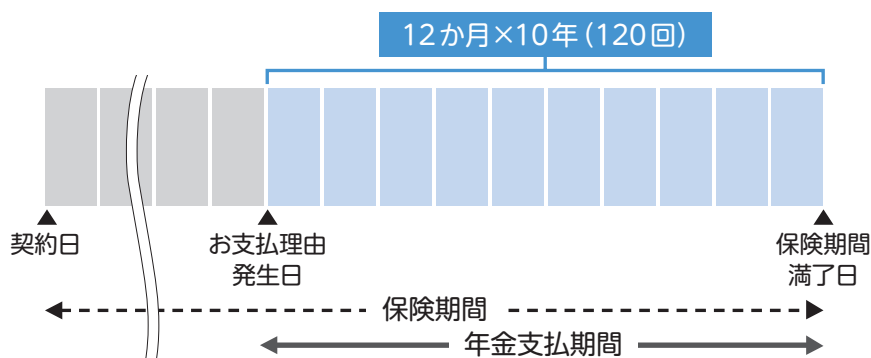 12か月×10年(120回)
契約日
お支払理由
発生日
保険期間
満了日
保険期間
年金支払期間